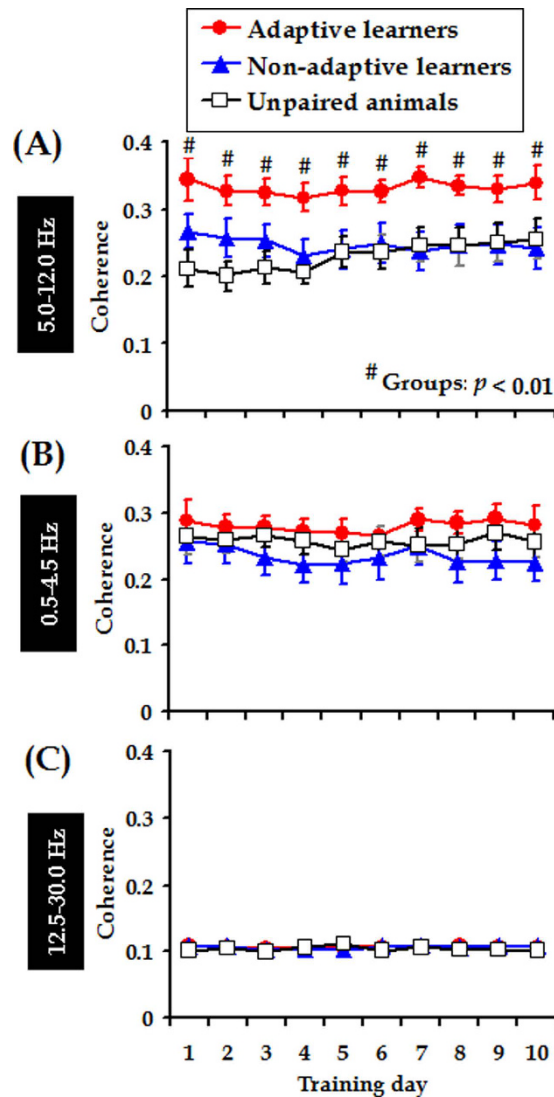 Adaptive learners
Non-adaptive learners
Unpaired animals
(A)
5.0-12.0 Hz
Coherence
0.4
0.3
0.2
0.1
0
# # # # # # # # # #
# Groups: p < 0.01
(B)
0.5-4.5 Hz
Coherence
0.4
0.3
0.2
0.1
0
(C)
12.5-30.0 Hz
Coherence
0.4
0.3
0.2
0.1
0
1 2 3 4 5 6 7 8 9 10
Training day